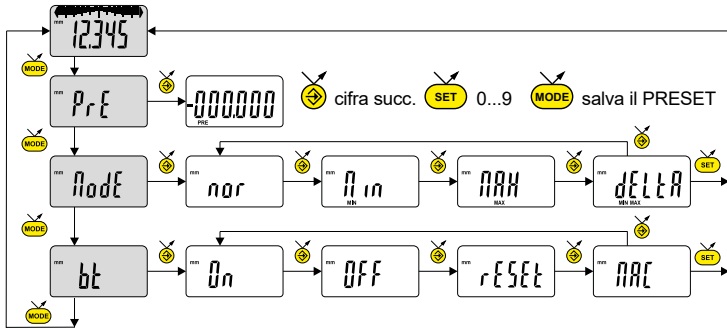 mm 12.345
MODE
mm PrE -000.000 PRE cifra succ. SET 0...9 MODE salva il PRESET
MODE
mm ModE mm nor mm Min MIN mm MAX MAX mm dELtA MIN MAX SET
MODE
mm bt mm On mm OFF mm rESEt mm MAC SET
MODE